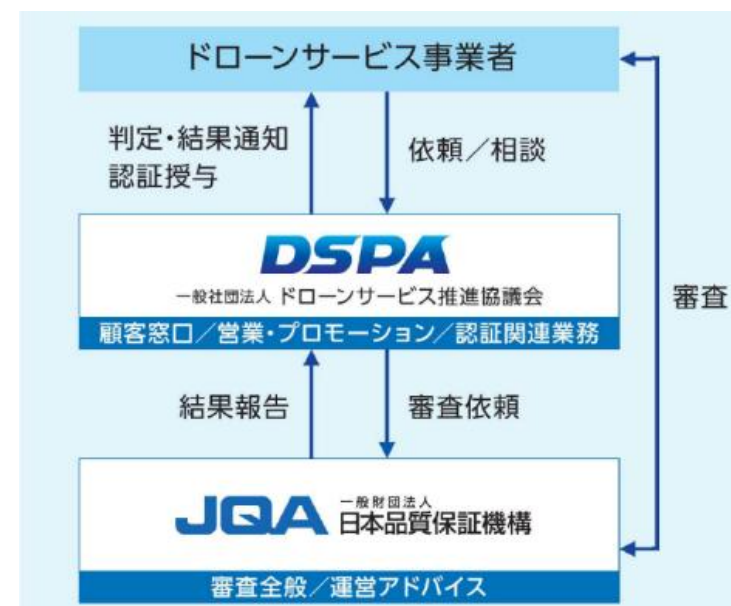 ドローンサービス事業者
判定・結果通知
認証授与
依頼／相談
DSPA
一般社団法人 ドローンサービス推進協議会
顧客窓口／営業・プロモーション／認証関連業務
審査
結果報告
審査依頼
JQA
一般財団法人
日本品質保証機構
審査全般／運営アドバイス